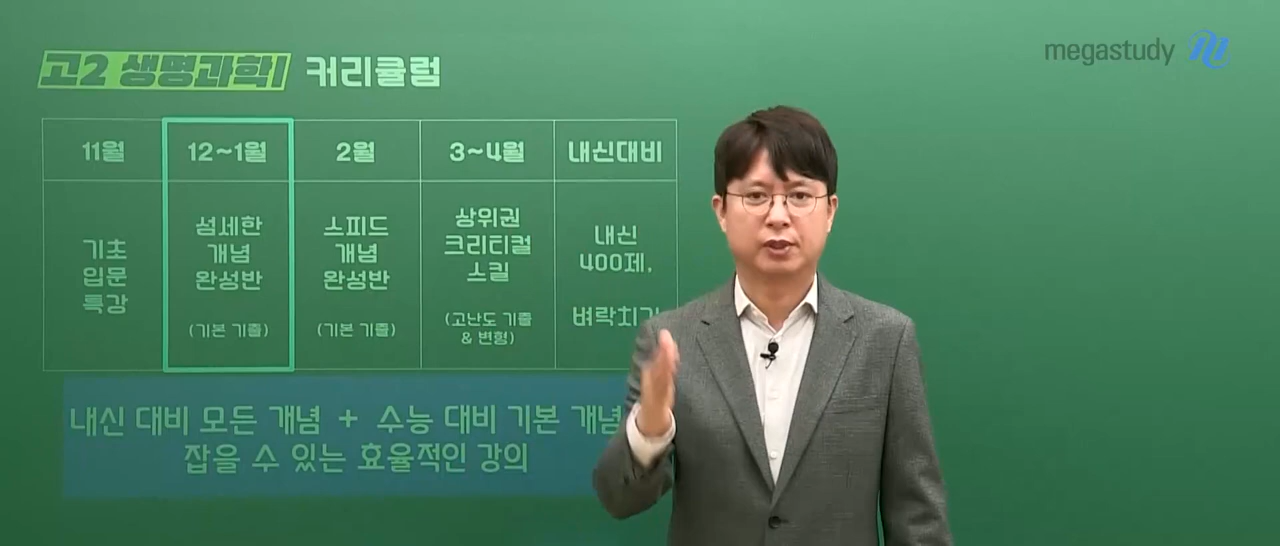 고2 생명과학Ⅰ 커리큘럼
megastudy
11월 12~1월 2월 3~4월 내신대비
기초
입문
특강
섬세한
개념
완성반
(기본 기출)
스피드
개념
완성반
(기본 기출)
상위권
크리티컬
스킬
(고난도 기출
& 변형)
내신
400제,
벼락치기
내신 대비 모든 개념 + 수능 대비 기본 개념
잡을 수 있는 효율적인 강의